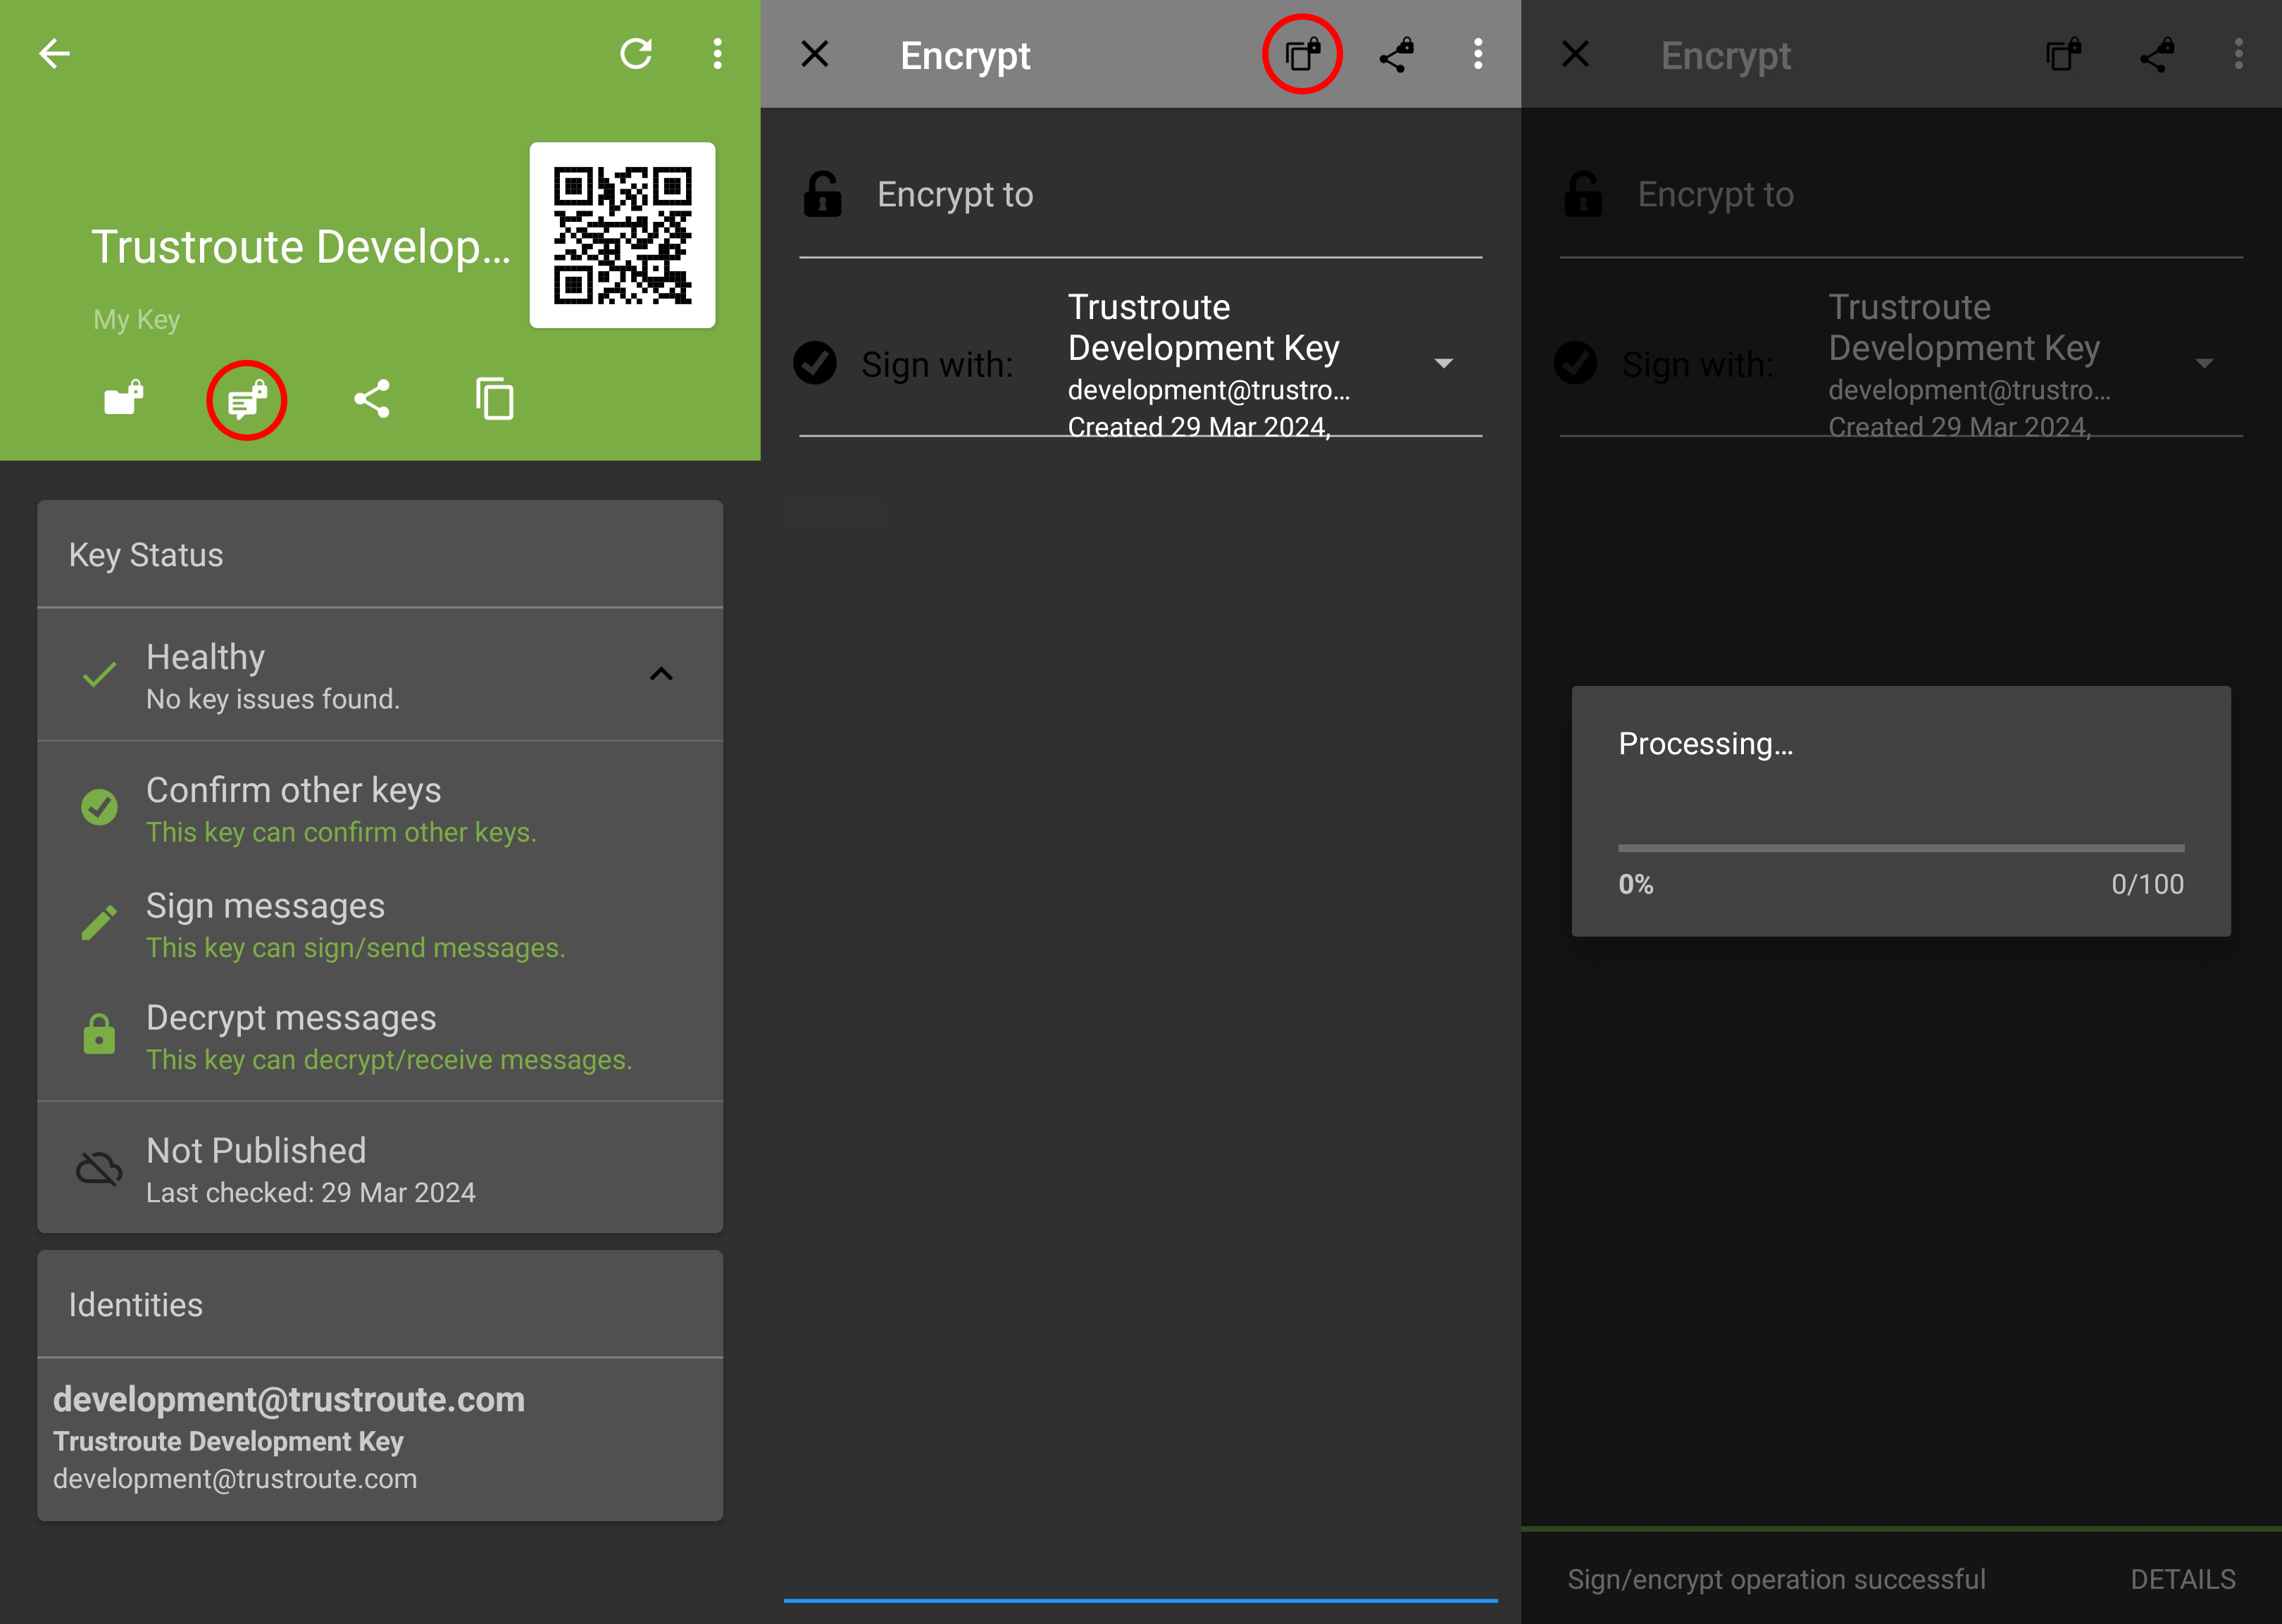 Trustroute Develop...
My Key
Key Status
Healthy
No key issues found.
Confirm other keys
This key can confirm other keys.
Sign messages
This key can sign/send messages.
Decrypt messages
This key can decrypt/receive messages.
Not Published
Last checked: 29 Mar 2024
Identities
development@trustroute.com
Trustroute Development Key
development@trustroute.com
Encrypt
Encrypt to
Sign with:
Trustroute
Development Key
development@trustro...
Created 29 Mar 2024,
Encrypt
Encrypt to
Sign with:
Trustroute
Development Key
development@trustro...
Created 29 Mar 2024,
Processing...
0%
0/100
Sign/encrypt operation successful
DETAILS